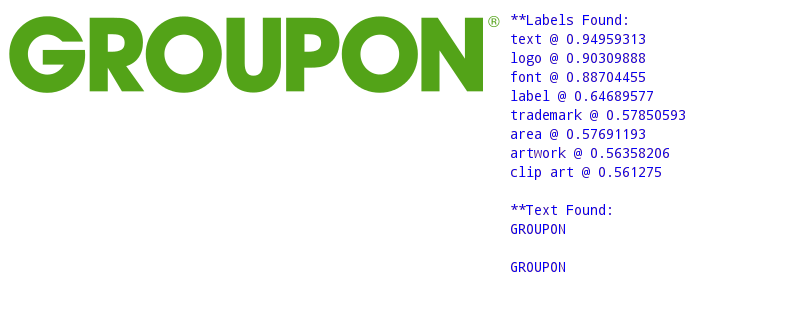 GROUPON®
**Labels Found:
text @ 0.94959313
logo @ 0.90309888
font @ 0.88704455
label @ 0.64689577
trademark @ 0.57850593
area @ 0.57691193
artwork @ 0.56358206
clip art @ 0.561275
**Text Found:
GROUPON
GROUPON